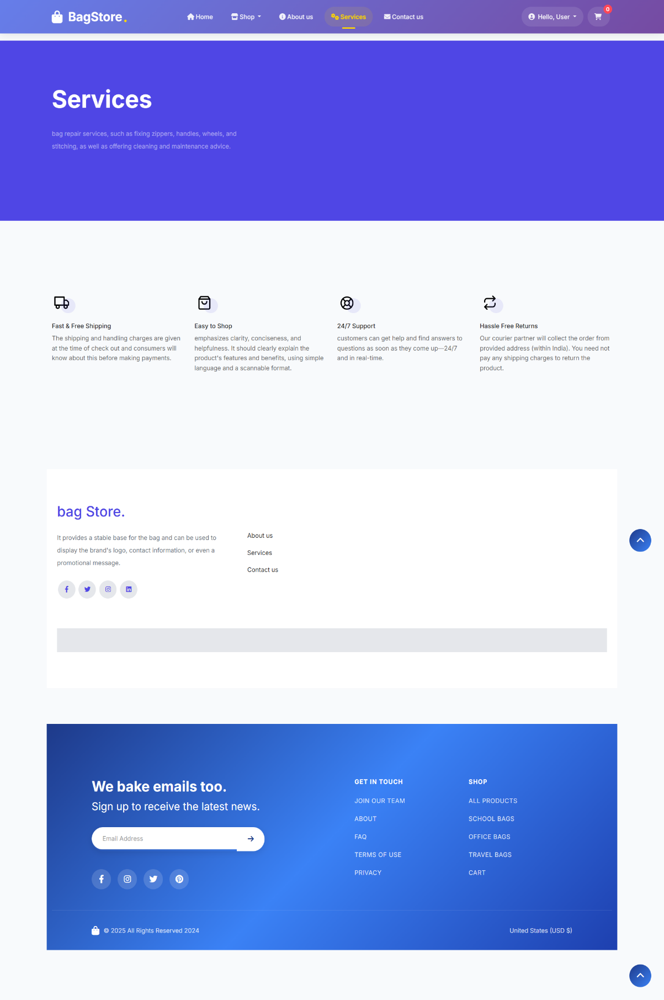 BagStore.
Home
Shop
About us
Services
Contact us
Hello, User
0
Services
bag repair services, such as fixing zippers, handles, wheels, and
stitching, as well as offering cleaning and maintenance advice.
Fast & Free Shipping
The shipping and handling charges are given
at the time of check out and consumers will
know about this before making payments.
Easy to Shop
emphasizes clarity, conciseness, and
helpfulness. It should clearly explain the
product's features and benefits, using simple
language and a scannable format.
24/7 Support
customers can get help and find answers to
questions as soon as they come up—24/7
and in real-time.
Hassle Free Returns
Our courier partner will collect the order from
provided address (within India). You need not
pay any shipping charges to return the
product.
bag Store.
It provides a stable base for the bag and can be used to
display the brand's logo, contact information, or even a
promotional message.
About us
Services
Contact us
We bake emails too.
Sign up to receive the latest news.
Email Address
GET IN TOUCH
JOIN OUR TEAM
ABOUT
FAQ
TERMS OF USE
PRIVACY
SHOP
ALL PRODUCTS
SCHOOL BAGS
OFFICE BAGS
TRAVEL BAGS
CART
© 2025 All Rights Reserved 2024
United States (USD $)